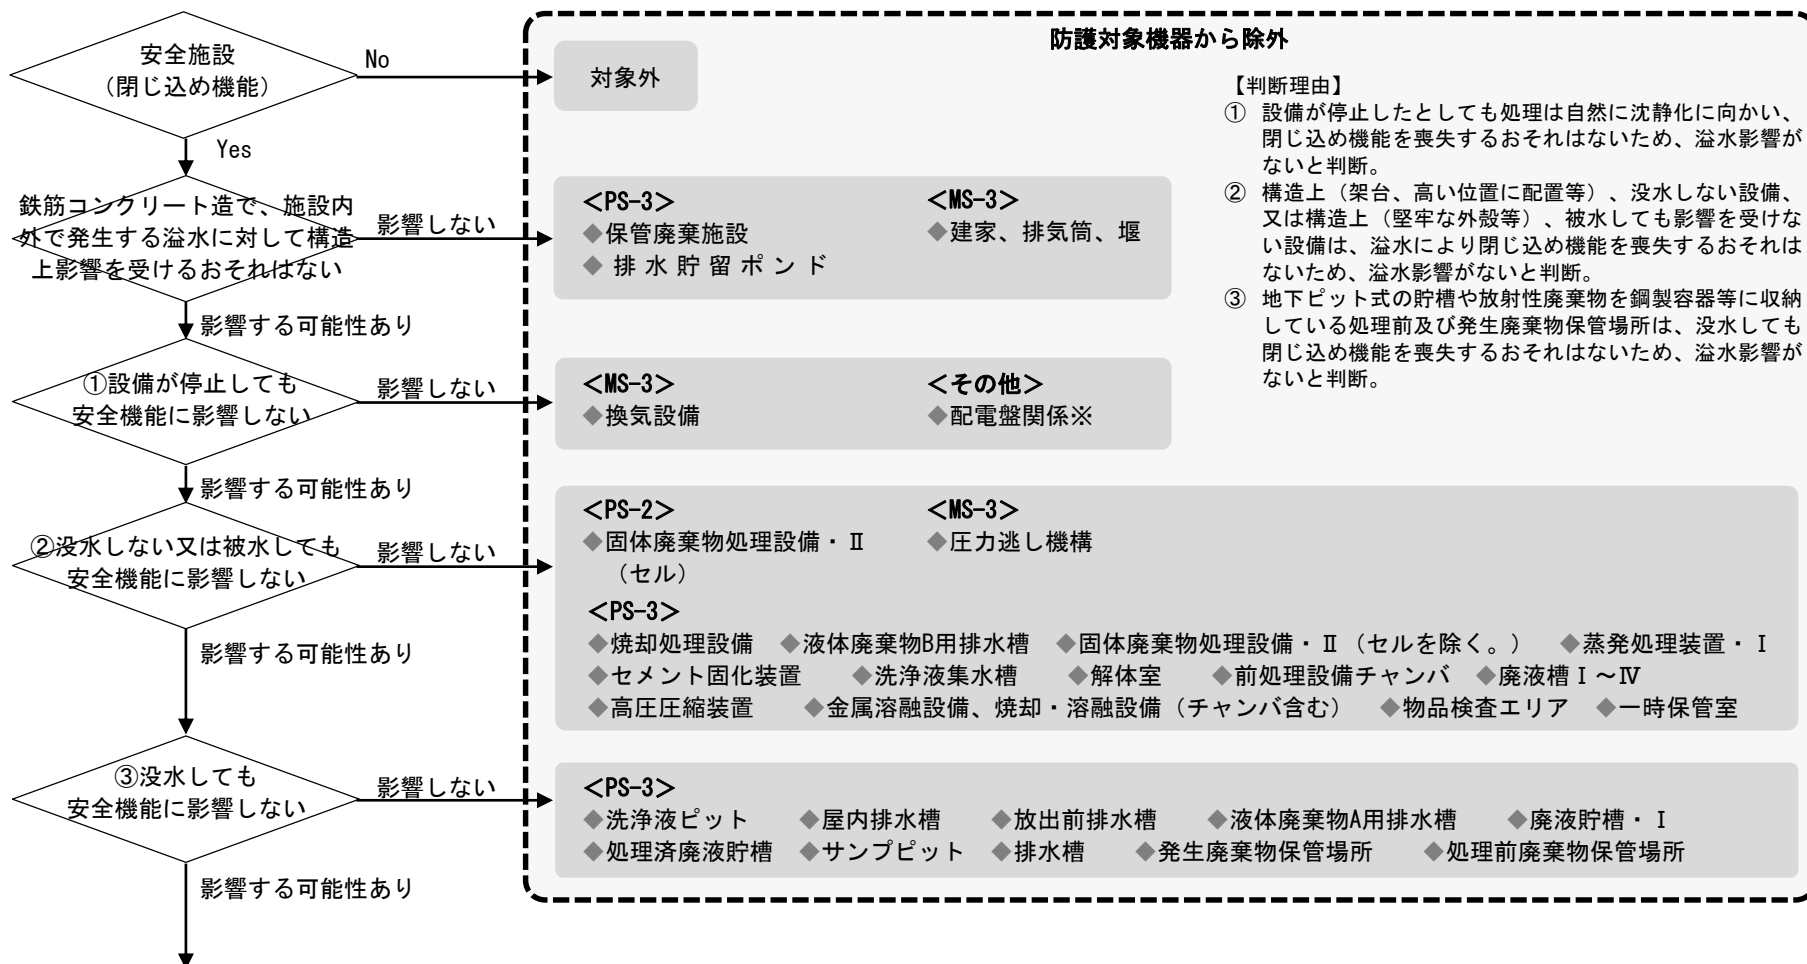 防護対象機器から除外
安全施設
（閉じ込め機能）
No
対象外
Yes
【判断理由】
① 設備が停止したとしても処理は自然に沈静化に向かい、
閉じ込め機能を喪失するおそれはないため、溢水影響が
ないと判断。
② 構造上（架台、高い位置に配置等）、没水しない設備、
又は構造上（堅牢な外殻等）、被水しても影響を受けな
い設備は、溢水により閉じ込め機能を喪失するおそれは
ないため、溢水影響がないと判断。
③ 地下ピット式の貯槽や放射性廃棄物を鋼製容器等に収納
している処理前及び発生廃棄物保管場所は、没水しても
閉じ込め機能を喪失するおそれはないため、溢水影響が
ないと判断。
鉄筋コンクリート造で、施設内
外で発生する溢水に対して構造
上影響を受けるおそれはない
影響しない
＜PS-3＞
◆保管廃棄施設
◆排水貯留ポンド
＜MS-3＞
◆建家、排気筒、堰
影響する可能性あり
①設備が停止しても
安全機能に影響しない
影響しない
＜MS-3＞
◆換気設備
＜その他＞
◆配電盤関係※
影響する可能性あり
②没水しない又は被水しても
安全機能に影響しない
影響しない
＜PS-2＞
◆固体廃棄物処理設備・Ⅱ
（セル）
＜MS-3＞
◆圧力逃し機構
＜PS-3＞
◆焼却処理設備 ◆液体廃棄物B用排水槽 ◆固体廃棄物処理設備・Ⅱ（セルを除く。） ◆蒸発処理装置・Ⅰ
◆セメント固化装置 ◆洗浄液集水槽 ◆解体室 ◆前処理設備チャンバ ◆廃液槽Ⅰ～Ⅳ
◆高圧圧縮装置 ◆金属溶融設備、焼却・溶融設備（チャンバ含む） ◆物品検査エリア ◆一時保管室
影響する可能性あり
③没水しても
安全機能に影響しない
影響しない
＜PS-3＞
◆洗浄液ピット ◆屋内排水槽 ◆放出前排水槽 ◆液体廃棄物A用排水槽 ◆廃液貯槽・Ⅰ
◆処理済廃液貯槽 ◆サンプピット ◆排水槽 ◆発生廃棄物保管場所 ◆処理前廃棄物保管場所
影響する可能性あり